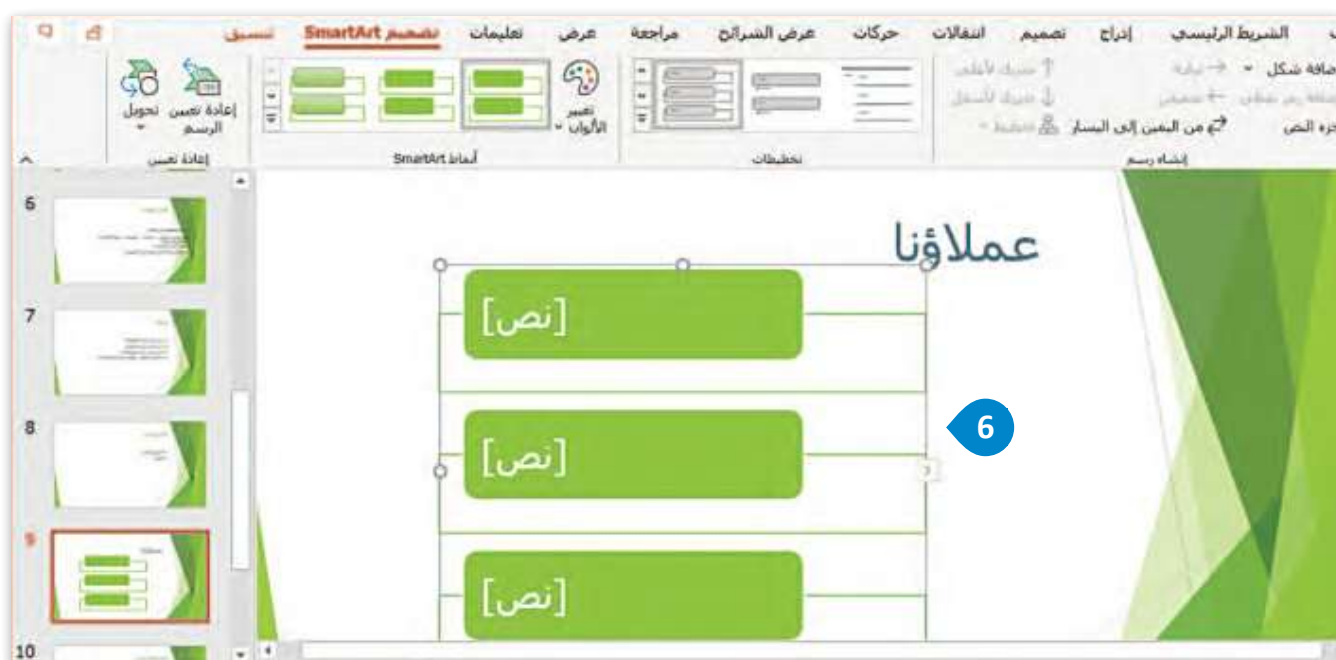 الشريط الرئيسي إدراج تصميم انتقالات حركات عرض الشرائح مراجعة عرض تعليمات تصميم SmartArt تنسيق
شكل
تغيير الألوان
إعادة تعيين الرسم
تحويل
من اليمين إلى اليسار
النص
إنشاء رسم
تخطيطات
أنماط SmartArt
إعادة تعيين
عملاؤنا
[نص]
[نص]
[نص]
6
6
7
8
9
10